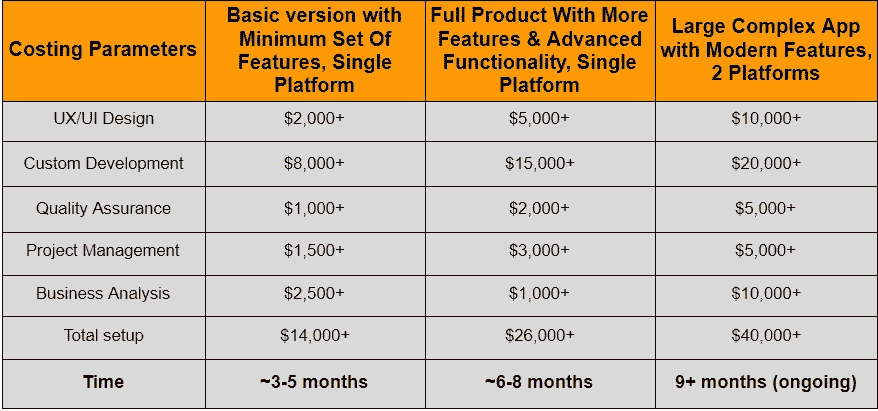 Costing Parameters
Basic version with
Minimum Set Of
Features, Single
Platform
Full Product With More
Features & Advanced
Functionality, Single
Platform
Large Complex App
with Modern Features,
2 Platforms
UX/UI Design $2,000+ $5,000+ $10,000+
Custom Development $8,000+ $15,000+ $20,000+
Quality Assurance $1,000+ $2,000+ $5,000+
Project Management $1,500+ $3,000+ $5,000+
Business Analysis $2,500+ $1,000+ $10,000+
Total setup $14,000+ $26,000+ $40,000+
Time ~3-5 months ~6-8 months 9+ months (ongoing)